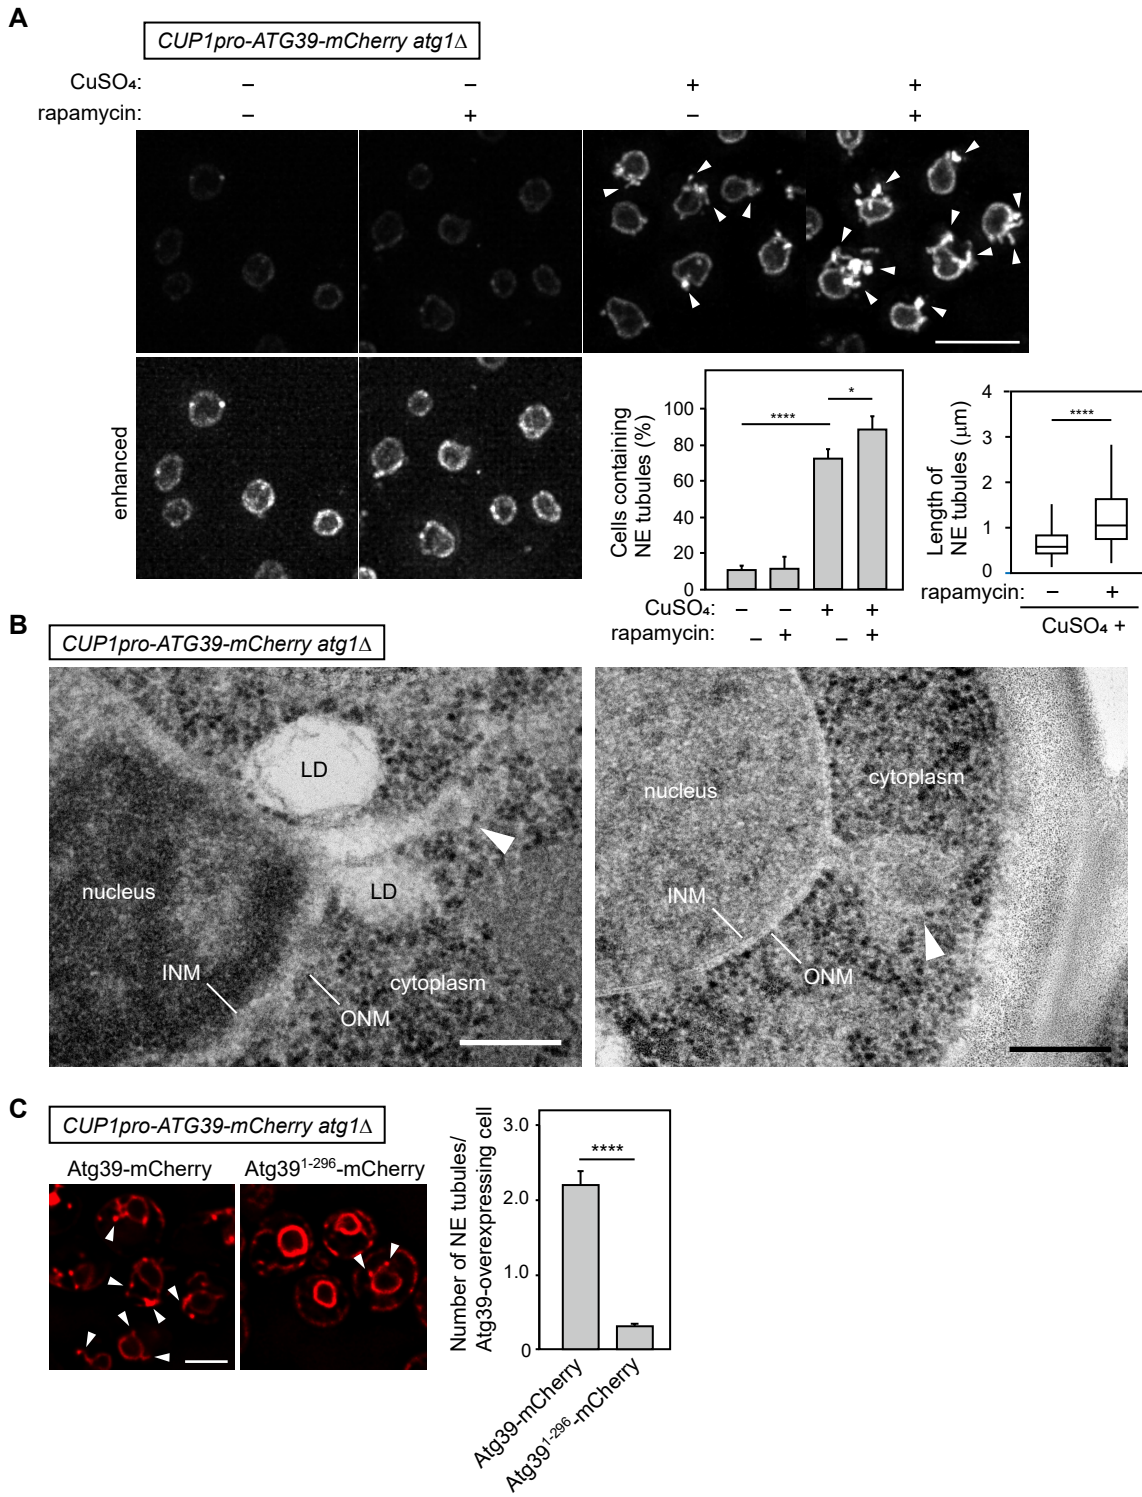 A
CUP1pro-ATG39-mCherry atg1Δ
CuSO₄: – – + +
rapamycin: – + – +
enhanced
Cells containing
NE tubules (%)
100
80
60
40
20
0
****
*
CuSO₄: – – + +
rapamycin: – + – +
Length of
NE tubules (μm)
4
3
2
1
0
****
rapamycin: – +
CuSO₄ +
B
CUP1pro-ATG39-mCherry atg1Δ
LD
nucleus
LD
INM
cytoplasm
ONM
cytoplasm
nucleus
INM
ONM
C
CUP1pro-ATG39-mCherry atg1Δ
Atg39-mCherry
Atg39¹⁻²⁹⁶-mCherry
Number of NE tubules/
Atg39-overexpressing cell
3.0
2.0
1.0
0
****
Atg39-mCherry
Atg39¹⁻²⁹⁶-mCherry